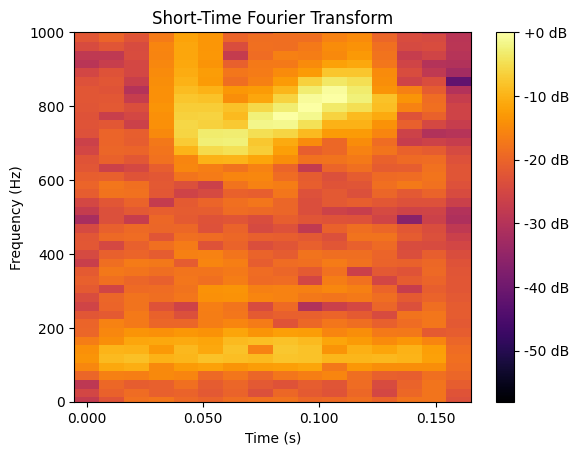 Short-Time Fourier Transform
1000
800
600
400
200
0
Frequency (Hz)
0.000
0.050
0.100
0.150
Time (s)
+0 dB
-10 dB
-20 dB
-30 dB
-40 dB
-50 dB